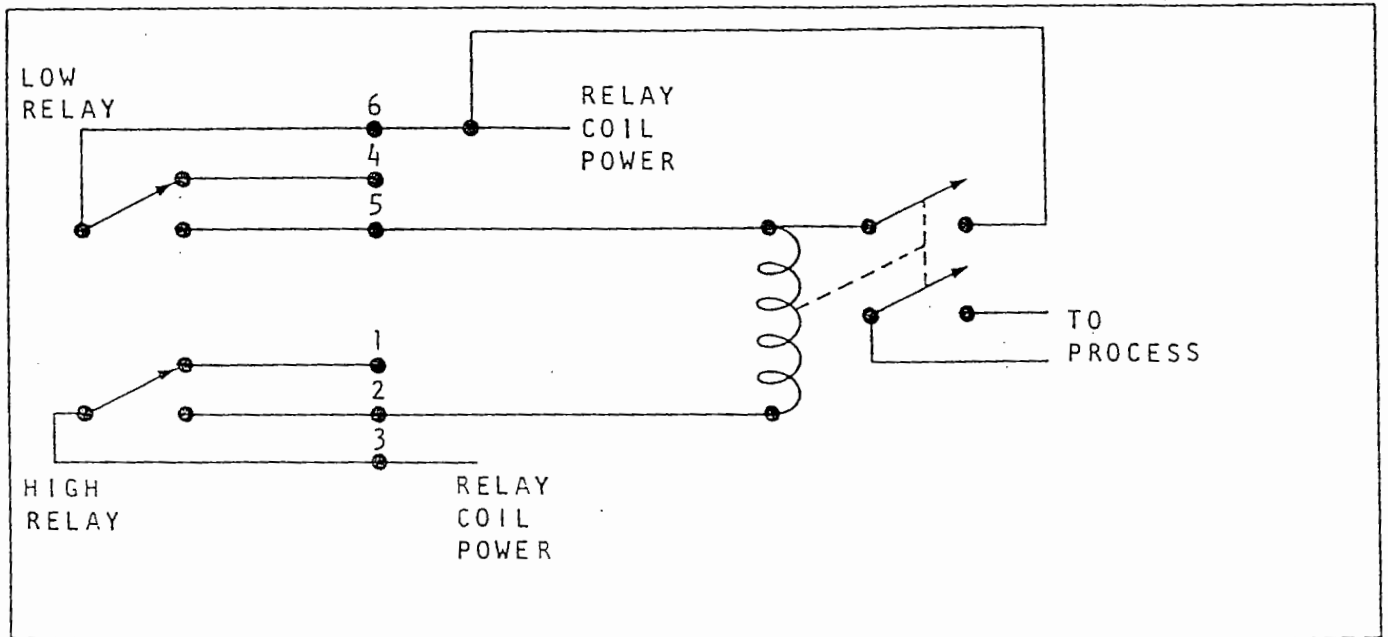 LOW
RELAY
6
4
5
RELAY
COIL
POWER
1
2
3
TO
PROCESS
HIGH
RELAY
RELAY
COIL
POWER